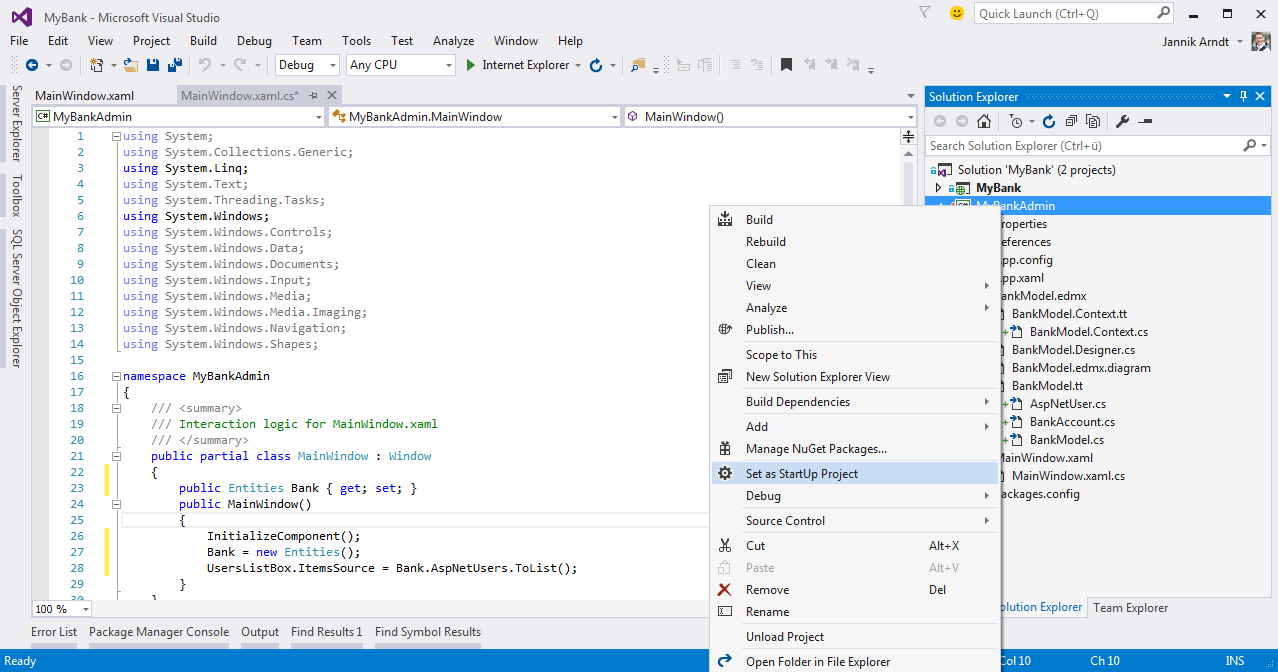 MyBank - Microsoft Visual Studio
Quick Launch (Ctrl+Q)
File Edit View Project Build Debug Team Tools Test Analyze Window Help
Jannik Arndt
Debug Any CPU Internet Explorer
Server Explorer
Toolbox
SQL Server Object Explorer
MainWindow.xaml MainWindow.xaml.cs*
C# MyBankAdmin MyBankAdmin.MainWindow MainWindow()
1 using System;
2 using System.Collections.Generic;
3 using System.Linq;
4 using System.Text;
5 using System.Threading.Tasks;
6 using System.Windows;
7 using System.Windows.Controls;
8 using System.Windows.Data;
9 using System.Windows.Documents;
10 using System.Windows.Input;
11 using System.Windows.Media;
12 using System.Windows.Media.Imaging;
13 using System.Windows.Navigation;
14 using System.Windows.Shapes;
15
16 namespace MyBankAdmin
17 {
18 /// <summary>
19 /// Interaction logic for MainWindow.xaml
20 /// </summary>
21 public partial class MainWindow : Window
22 {
23 public Entities Bank { get; set; }
24 public MainWindow()
25 {
26 InitializeComponent();
27 Bank = new Entities();
28 UsersListBox.ItemsSource = Bank.AspNetUsers.ToList();
29 }
30 }
100 %
Build
Rebuild
Clean
View
Analyze
Publish...
Scope to This
New Solution Explorer View
Build Dependencies
Add
Manage NuGet Packages...
Set as StartUp Project
Debug
Source Control
Cut Alt+X
Paste Alt+V
Remove Del
Rename
Unload Project
Open Folder in File Explorer
Solution Explorer
Search Solution Explorer (Ctrl+ü)
Solution 'MyBank' (2 projects)
MyBank
MyBankAdmin
roperties
eferences
pp.config
pp.xaml
ankModel.edmx
BankModel.Context.tt
BankModel.Context.cs
BankModel.Designer.cs
BankModel.edmx.diagram
BankModel.tt
AspNetUser.cs
BankAccount.cs
BankModel.cs
MainWindow.xaml
MainWindow.xaml.cs
ackages.config
olution Explorer Team Explorer
Error List Package Manager Console Output Find Results 1 Find Symbol Results
Ready Col 10 Ch 10 INS